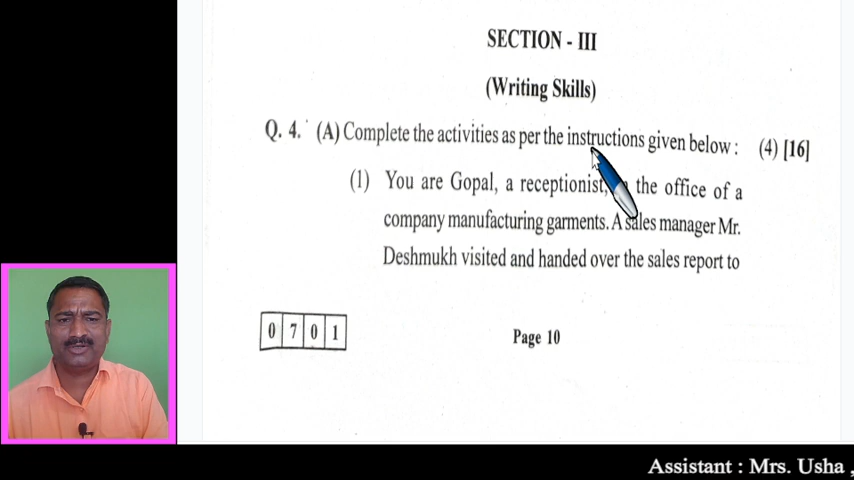 SECTION - III
(Writing Skills)
Q. 4. (A) Complete the activities as per the instructions given below : (4) [16]
(1) You are Gopal, a receptionist, the office of a
company manufacturing garments. A sales manager Mr.
Deshmukh visited and handed over the sales report to
0 7 0 1
Page 10
Assistant : Mrs. Usha ,